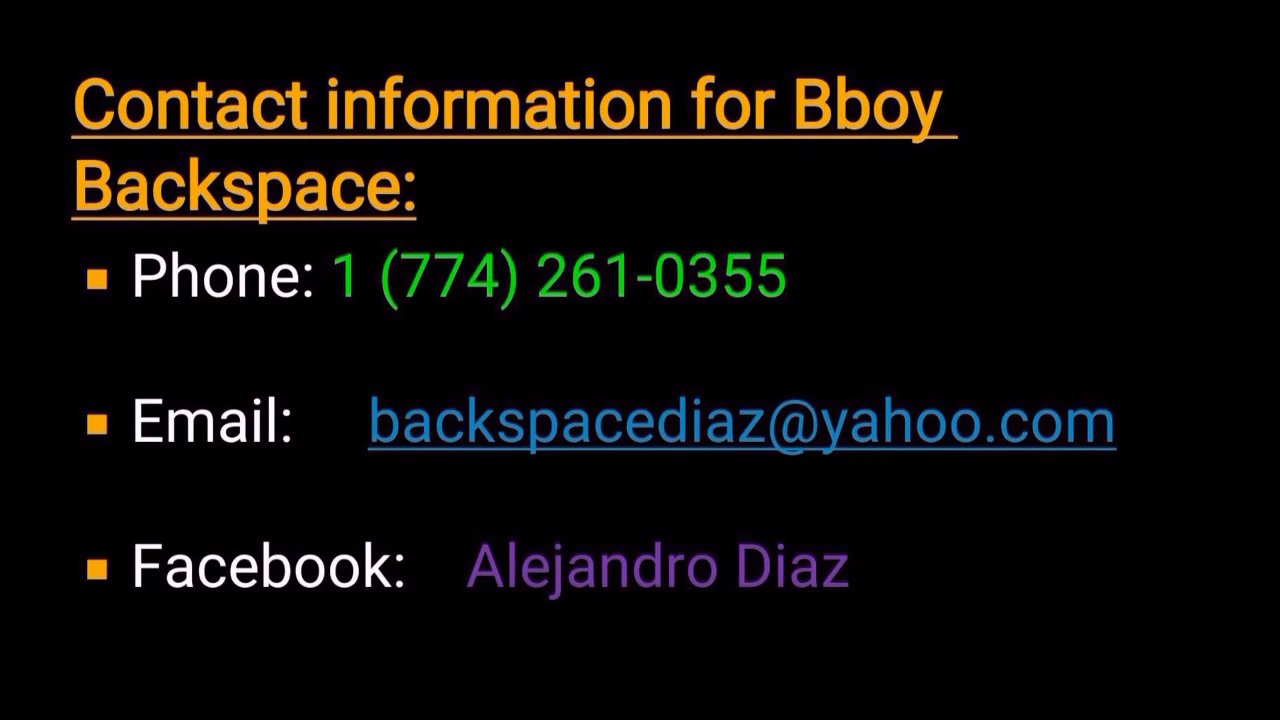 Contact information for Bboy
Backspace:
Phone: 1 (774) 261-0355
Email: backspacediaz@yahoo.com
Facebook: Alejandro Diaz